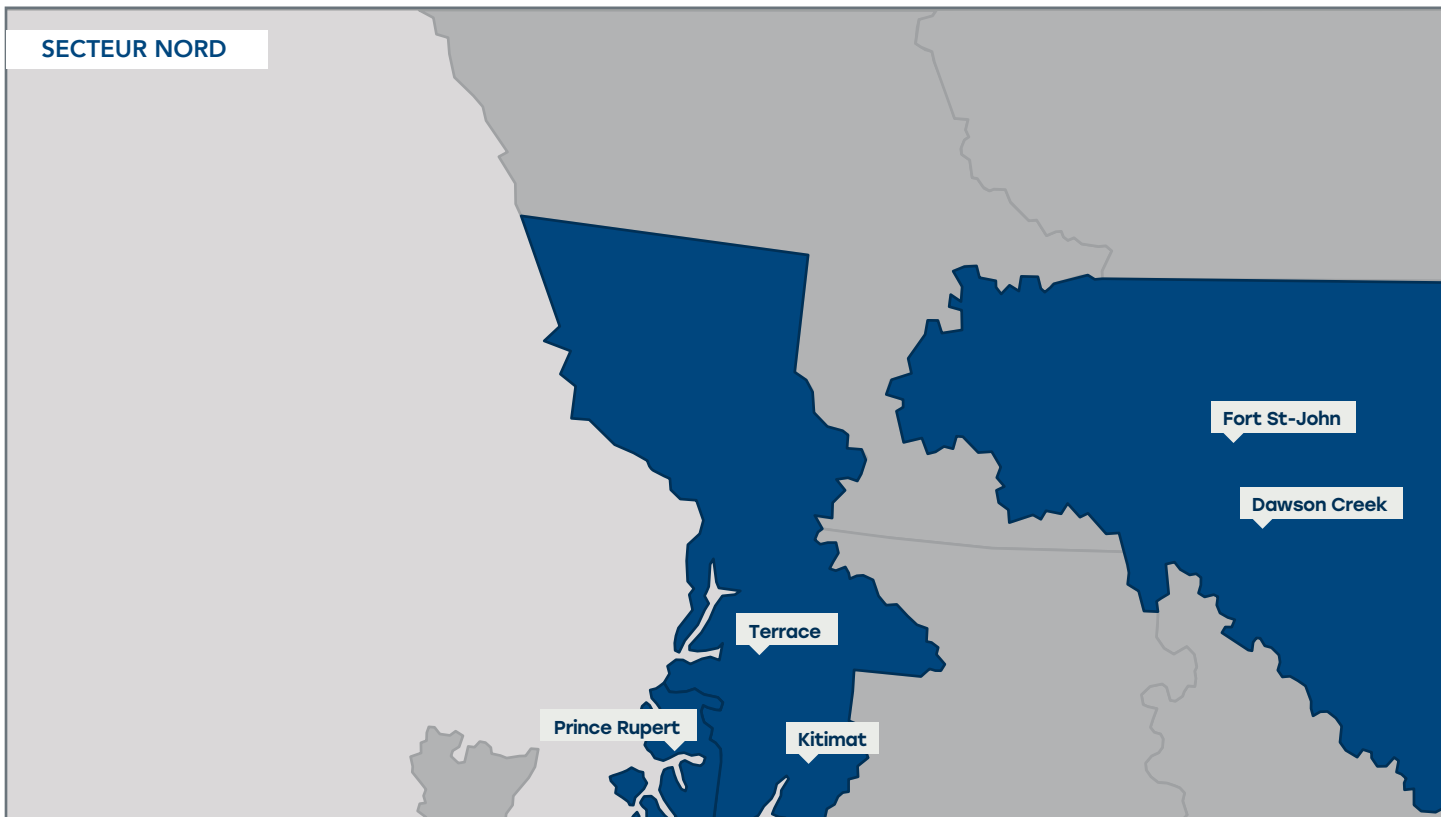 SECTEUR NORD
Fort St-John
Dawson Creek
Terrace
Prince Rupert
Kitimat